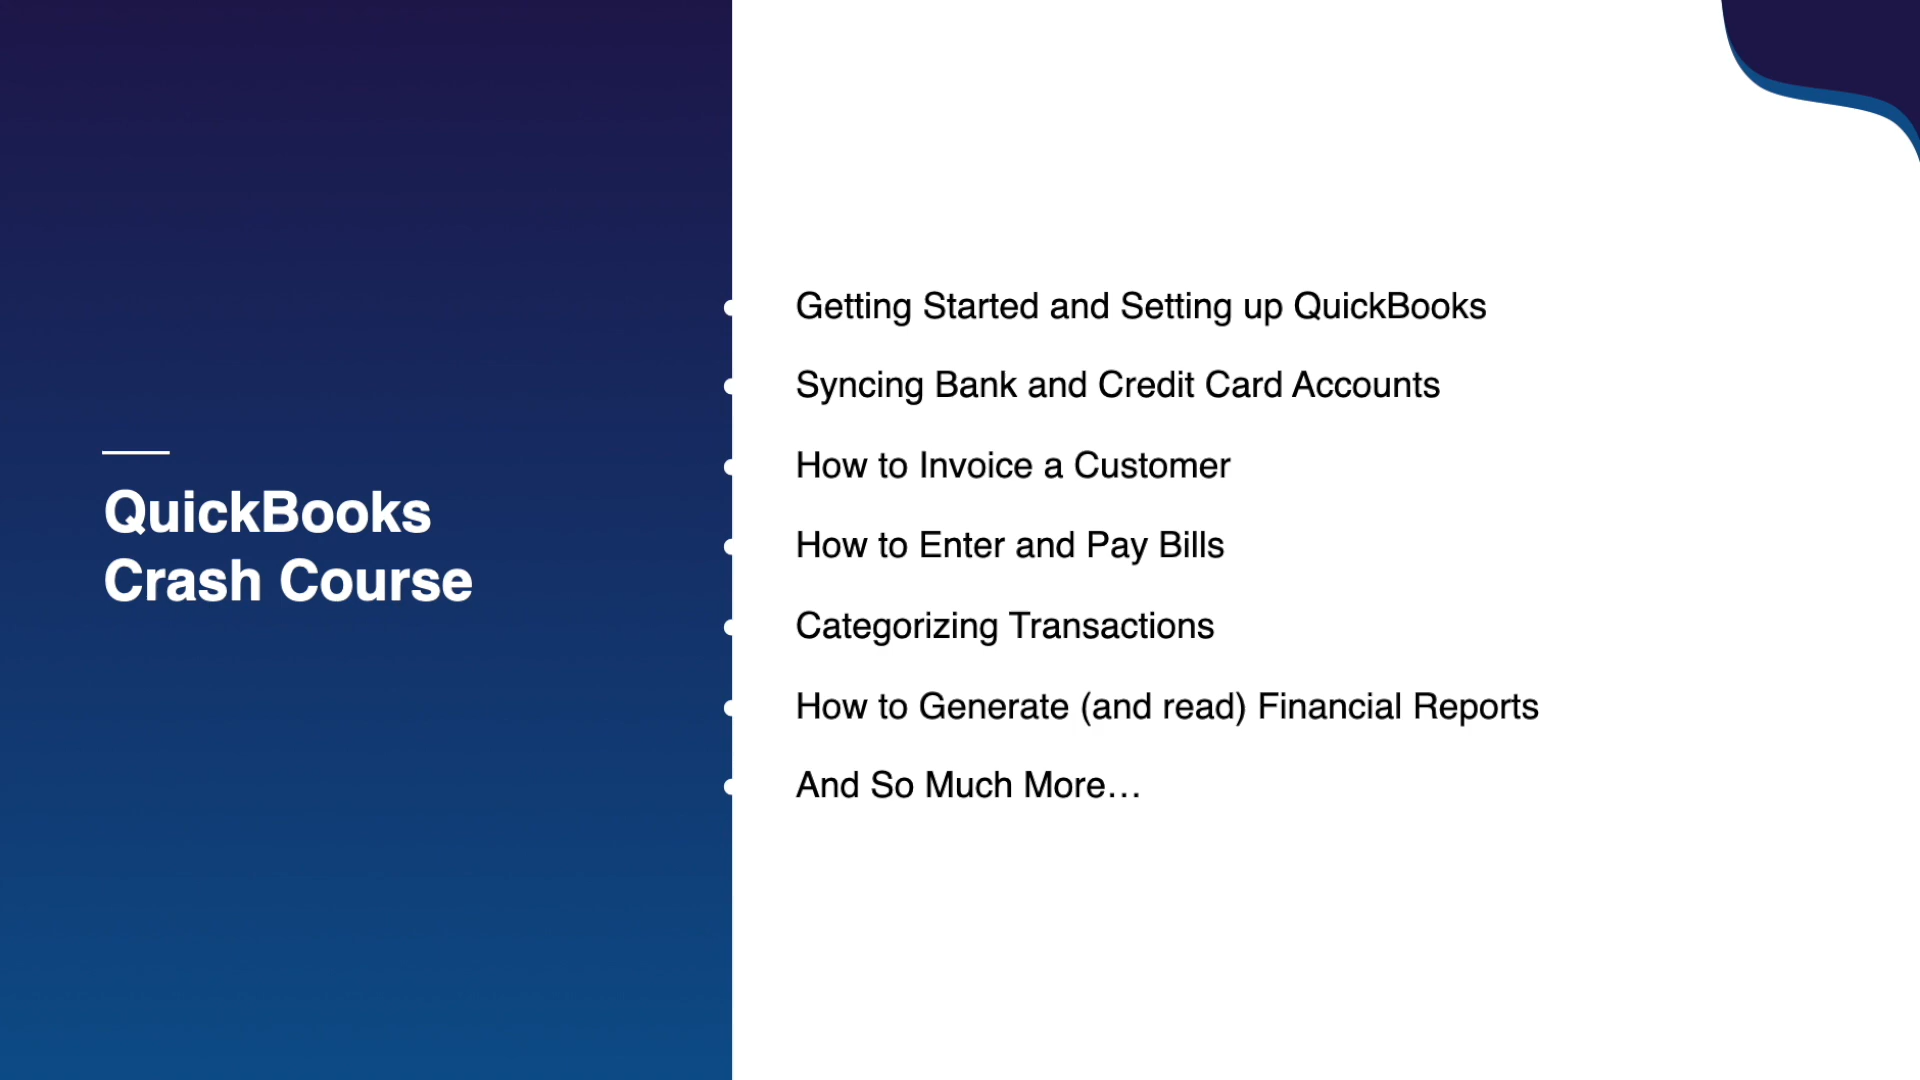 QuickBooks
Crash Course
Getting Started and Setting up QuickBooks
Syncing Bank and Credit Card Accounts
How to Invoice a Customer
How to Enter and Pay Bills
Categorizing Transactions
How to Generate (and read) Financial Reports
And So Much More…